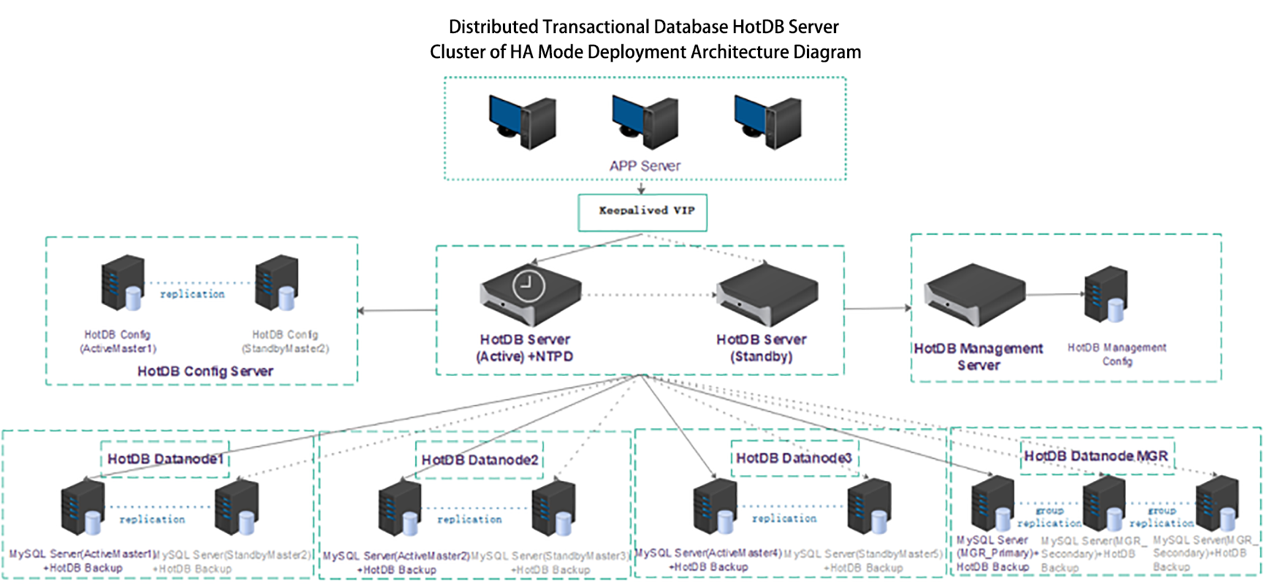 Distributed Transactional Database HotDB Server
Cluster of HA Mode Deployment Architecture Diagram
APP Server
Keepalived VIP
replication
HotDB Config
(ActiveMaster1)
HotDB Config
(StandbyMaster2)
HotDB Config Server
HotDB Server
(Active) +NTPD
HotDB Server
(Standby)
HotDB Management
Server
HotDB Management
Config
HotDB Datanode1
replication
MySQL Server(ActiveMaster1)
+HotDB Backup
MySQL Server(StandbyMaster2)
+HotDB Backup
HotDB Datanode2
replication
MySQL Server(ActiveMaster2)
+HotDB Backup
MySQL Server(StandbyMaster3)
+HotDB Backup
HotDB Datanode3
replication
MySQL Server(ActiveMaster4)
+HotDB Backup
MySQL Server(StandbyMaster5)
+HotDB Backup
HotDB Datanode MGR
group
replication
group
replication
MySQL Server
(MGR_Primary)+
HotDB Backup
MySQL Server(MGR_
Secondary)+HotDB
Backup
MySQL Server(MGR_
Secondary)+HotDB
Backup